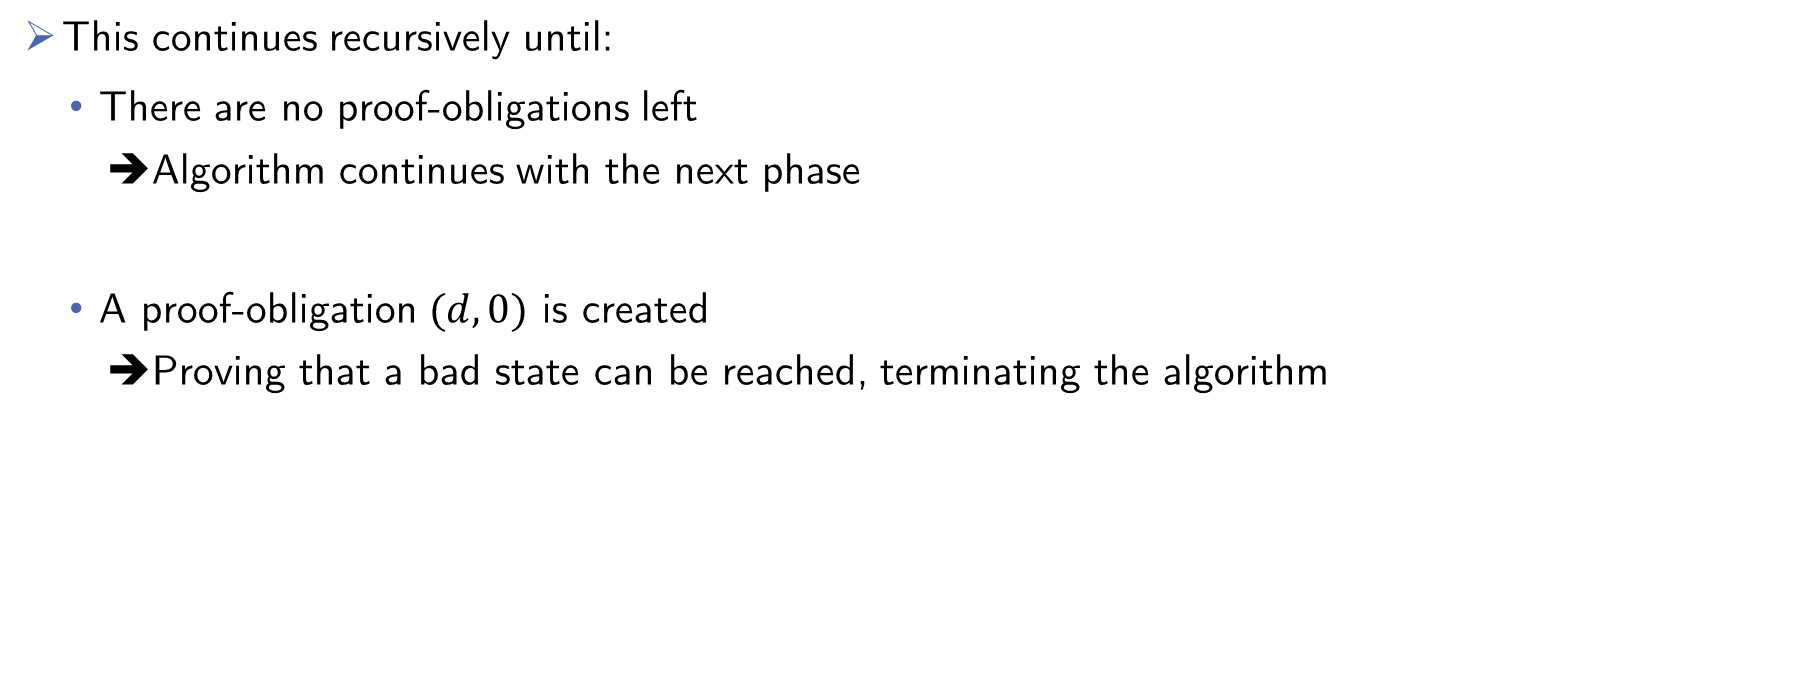 ➢ This continues recursively until:
• There are no proof-obligations left
➔ Algorithm continues with the next phase
• A proof-obligation (𝑑, 0) is created
➔ Proving that a bad state can be reached, terminating the algorithm